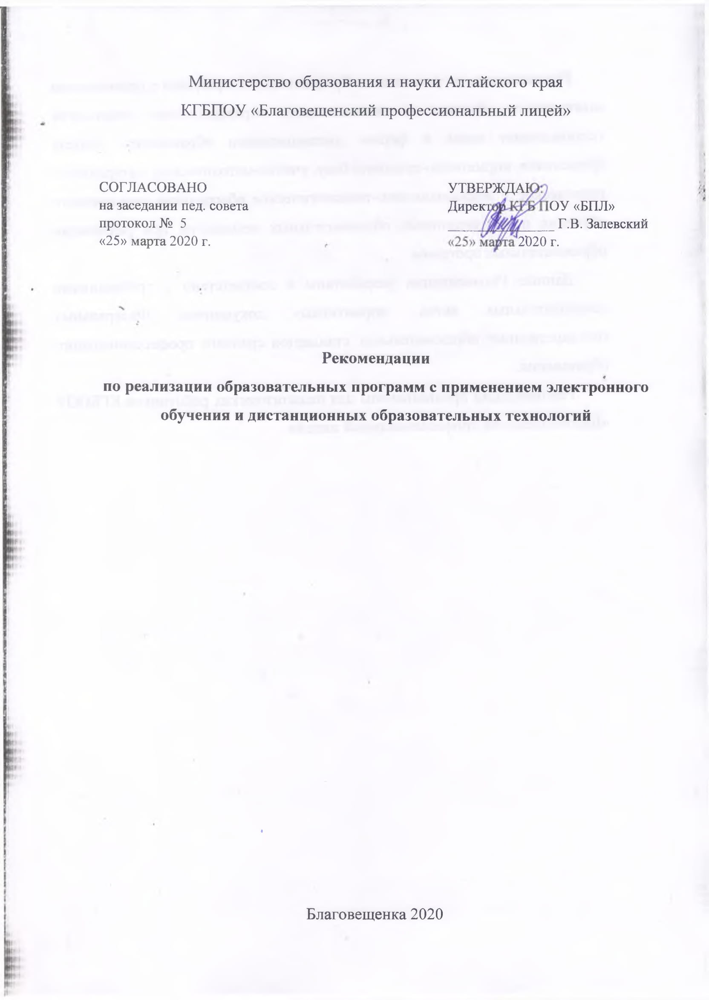 Министерство образования и науки Алтайского края
КГБПОУ «Благовещенский профессиональный лицей»
СОГЛАСОВАНО
на заседании пед. совета
протокол № 5
«25» марта 2020 г.
УТВЕРЖДАЮ:
Директор КГБ ПОУ «БПЛ»
Г.В. Залевский
«25» марта 2020 г.
Рекомендации
по реализации образовательных программ с применением электронного
обучения и дистанционных образовательных технологий
Благовещенка 2020